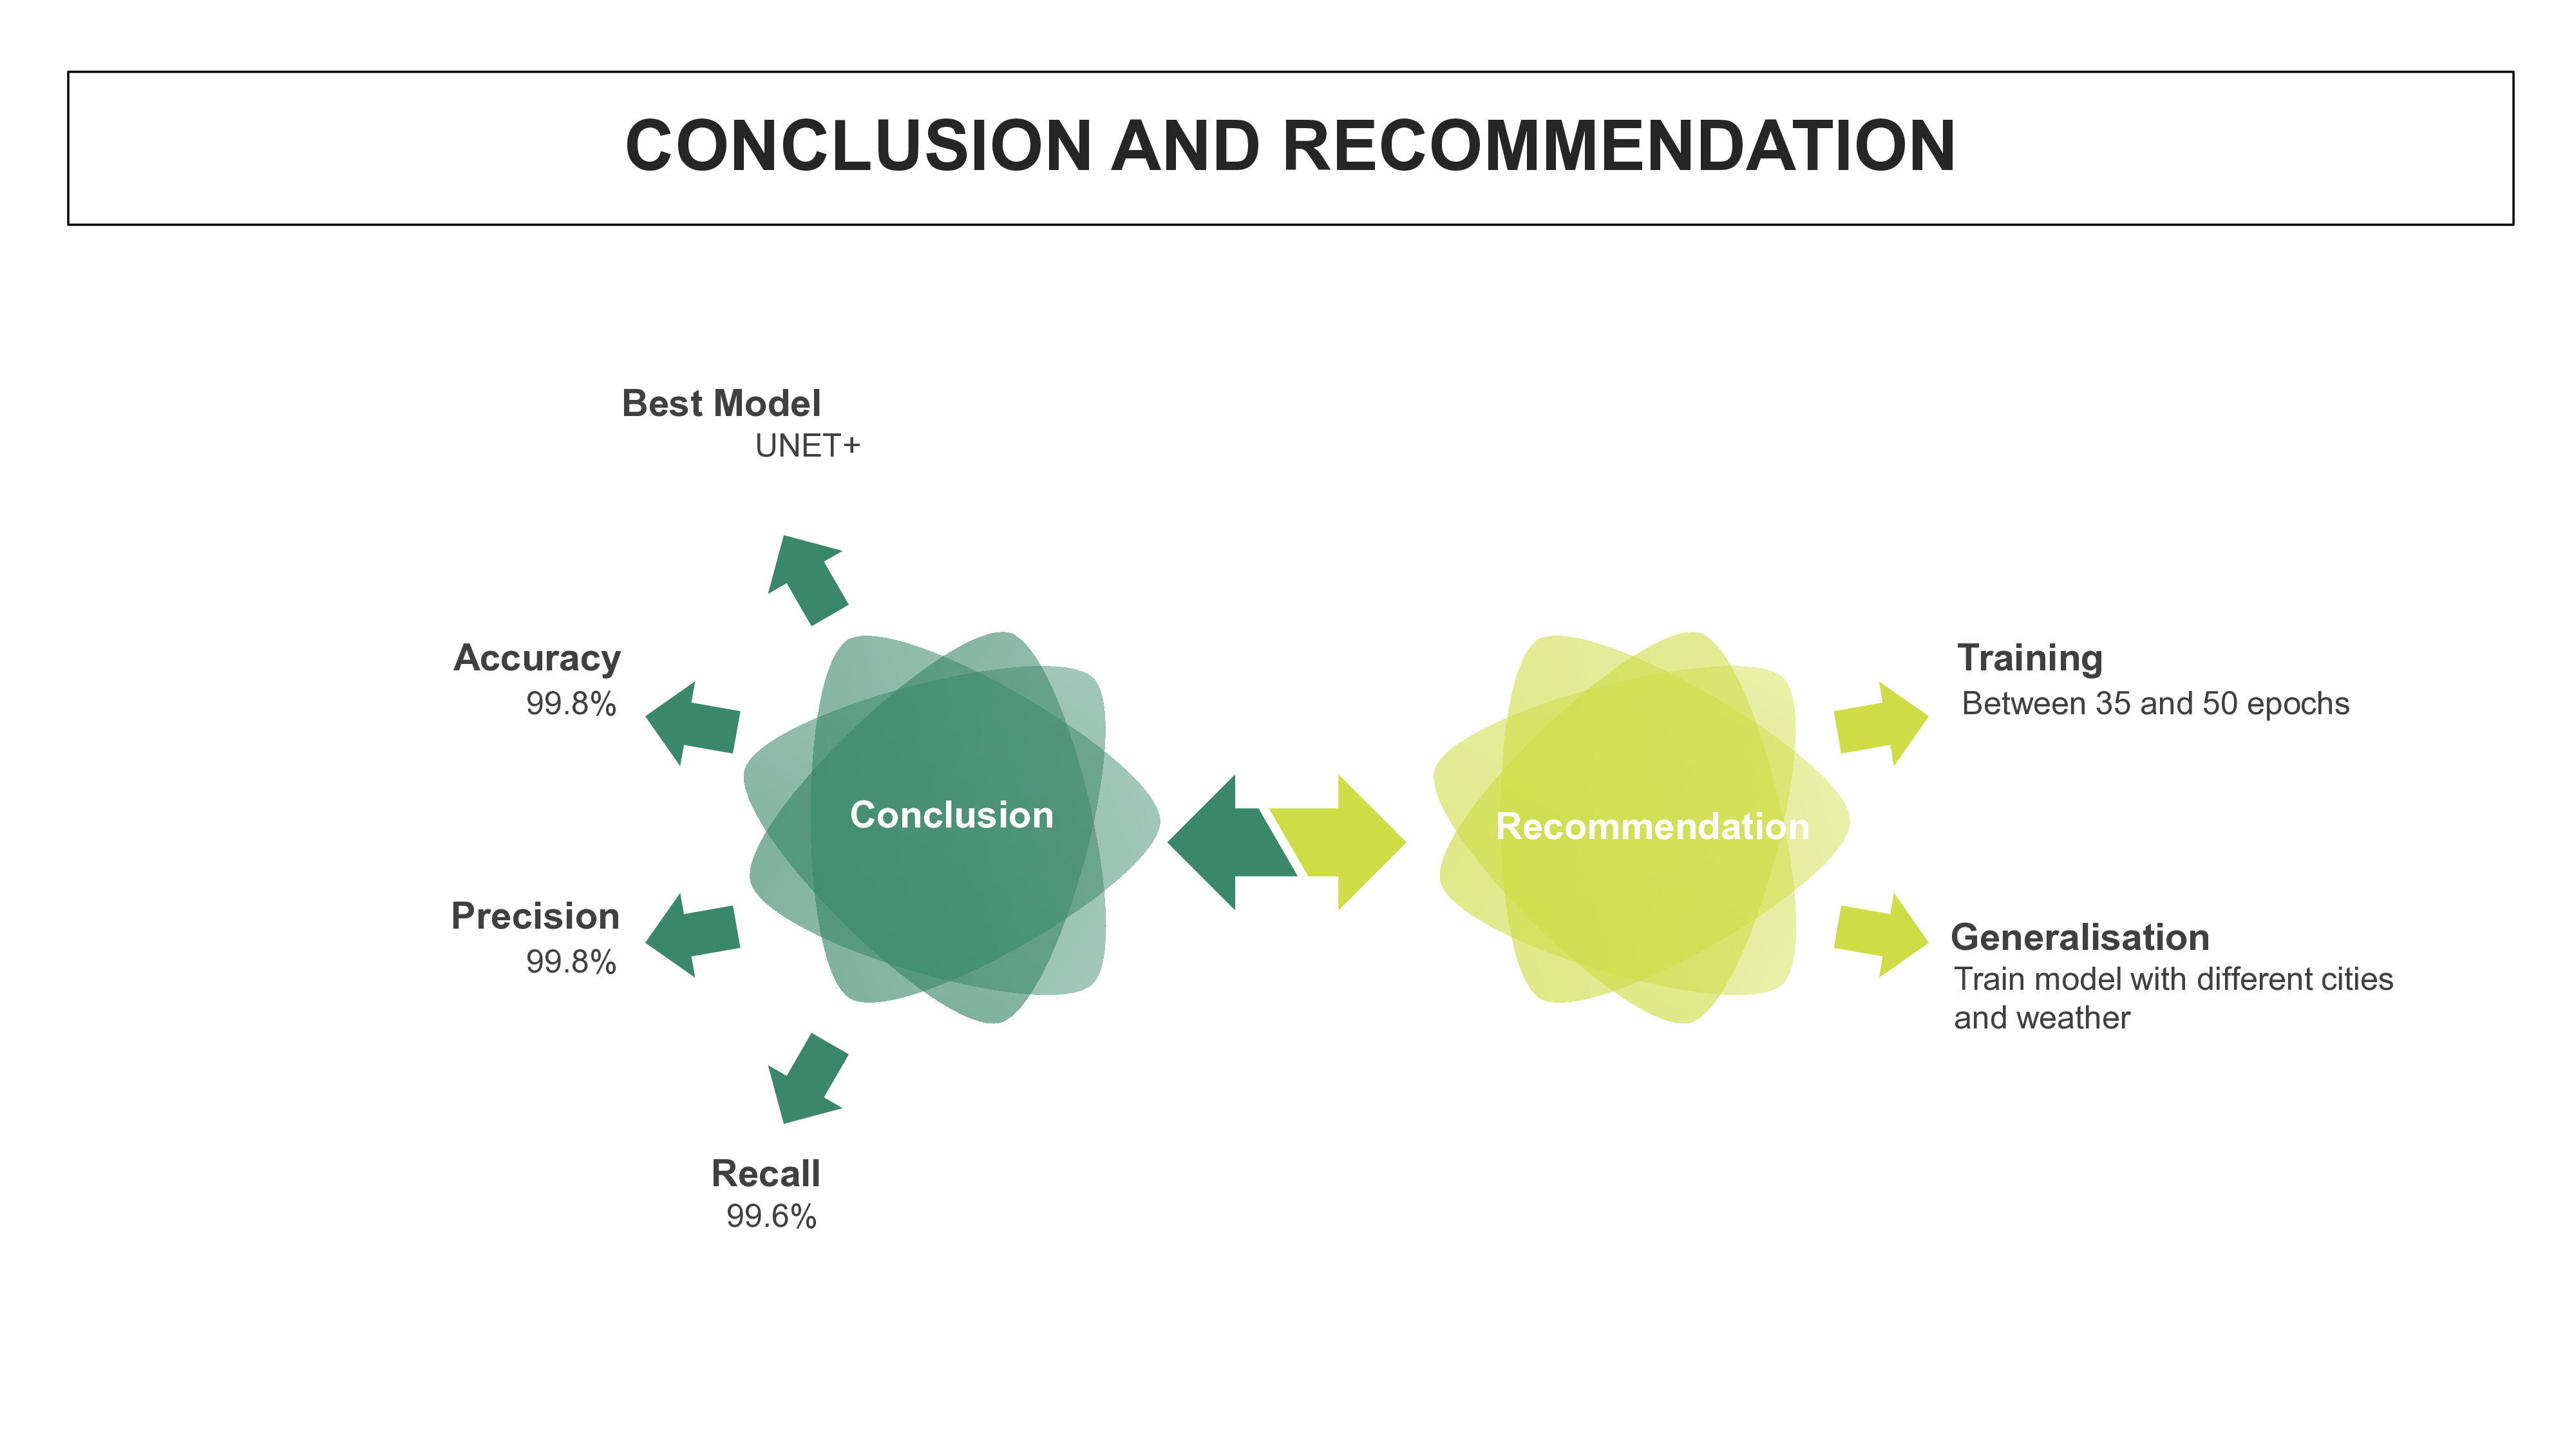 CONCLUSION AND RECOMMENDATION
Best Model
UNET+
Accuracy
99.8%
Precision
99.8%
Recall
99.6%
Conclusion
Recommendation
Training
Between 35 and 50 epochs
Generalisation
Train model with different cities
and weather